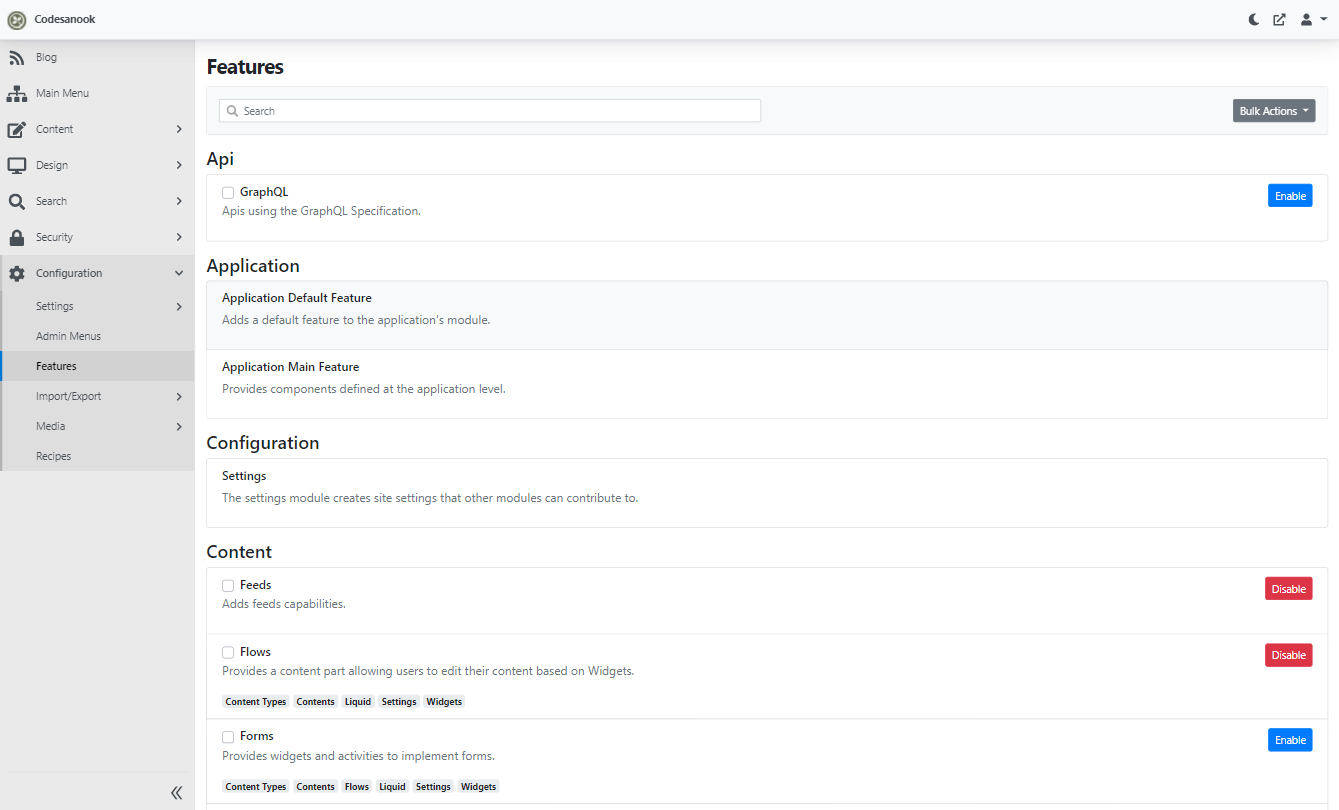 Codesanook
Blog
Main Menu
Content
Design
Search
Security
Configuration
Settings
Admin Menus
Features
Import/Export
Media
Recipes
Features
Search
Bulk Actions
Api
GraphQL
Enable
Apis using the GraphQL Specification.
Application
Application Default Feature
Adds a default feature to the application's module.
Application Main Feature
Provides components defined at the application level.
Configuration
Settings
The settings module creates site settings that other modules can contribute to.
Content
Feeds
Disable
Adds feeds capabilities.
Flows
Disable
Provides a content part allowing users to edit their content based on Widgets.
Content Types Contents Liquid Settings Widgets
Forms
Enable
Provides widgets and activities to implement forms.
Content Types Contents Flows Liquid Settings Widgets